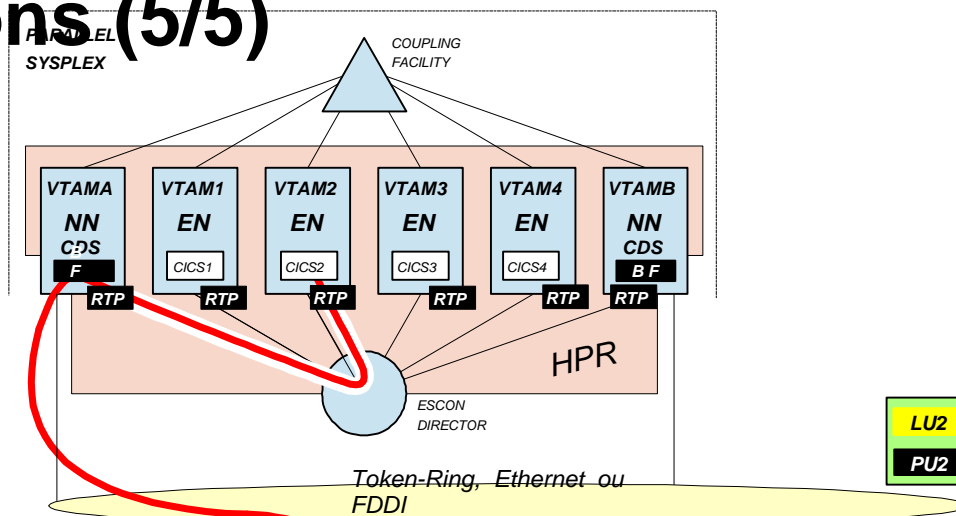 ons (5/5)
PARALLEL
SYSPLEX
COUPLING
FACILITY
VTAMA
NN
CDS
F
RTP
VTAM1
EN
CICS1
RTP
VTAM2
EN
CICS2
RTP
VTAM3
EN
CICS3
RTP
VTAM4
EN
CICS4
RTP
VTAMB
NN
CDS
B F
RTP
HPR
ESCON
DIRECTOR
LU2
PU2
Token-Ring, Ethernet ou
FDDI